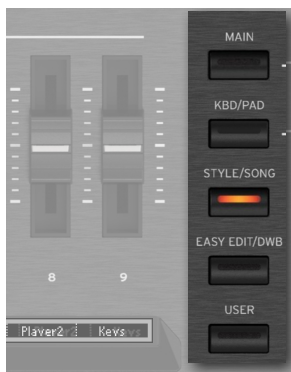 MAIN
KBD/PAD
STYLE/SONG
EASY EDIT/DWB
8 9
USER
Player2 Keys